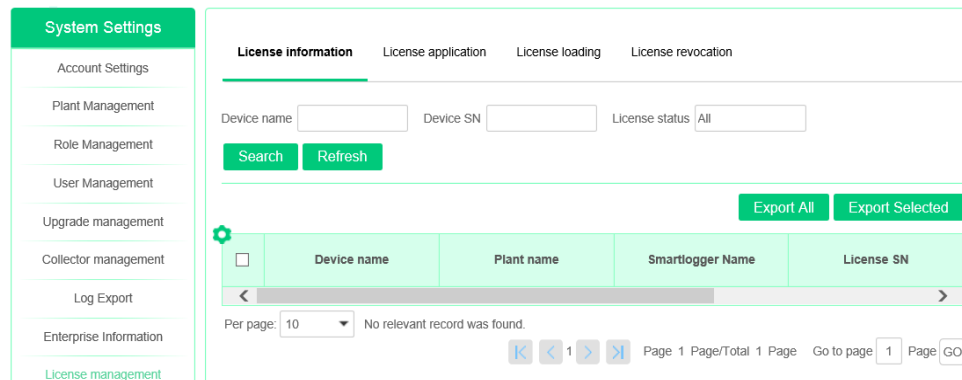 System Settings
Account Settings
Plant Management
Role Management
User Management
Upgrade management
Collector management
Log Export
Enterprise Information
License management
License information License application License loading License revocation
Device name Device SN License status All
Search Refresh
Export All Export Selected
Device name Plant name Smartlogger Name License SN
Per page: 10 No relevant record was found.
1 Page 1 Page/Total 1 Page Go to page 1 Page GO